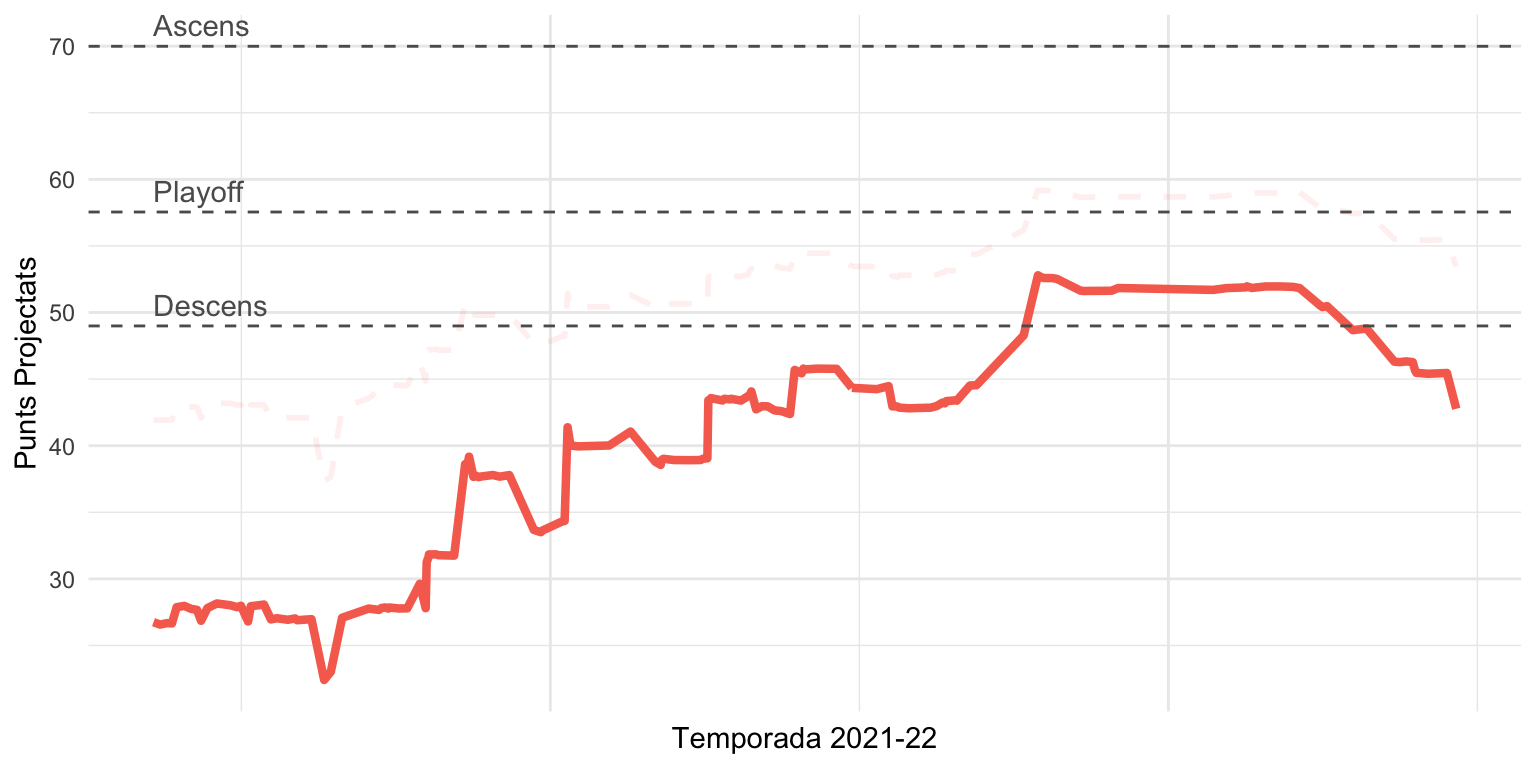 Ascens
70
60
Playoff
Descens
50
40
30
Punts Projectats
Temporada 2021-22